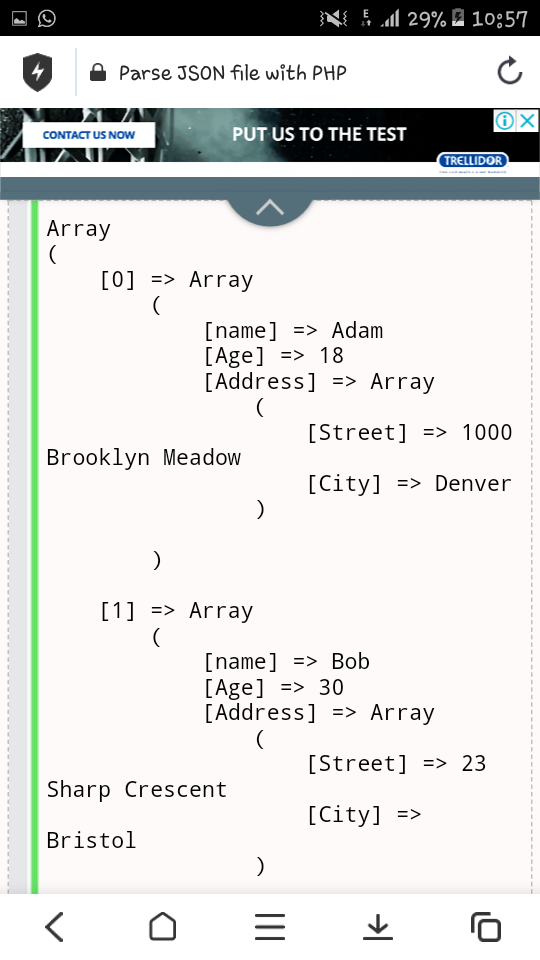 E 29% 10:57
Parse JSON file with PHP
CONTACT US NOW PUT US TO THE TEST
TRELLIDOR
Array
(
    [0] => Array
        (
            [name] => Adam
            [Age] => 18
            [Address] => Array
                (
                    [Street] => 1000
Brooklyn Meadow
                    [City] => Denver
                )

        )

    [1] => Array
        (
            [name] => Bob
            [Age] => 30
            [Address] => Array
                (
                    [Street] => 23
Sharp Crescent
                    [City] =>
Bristol
                )